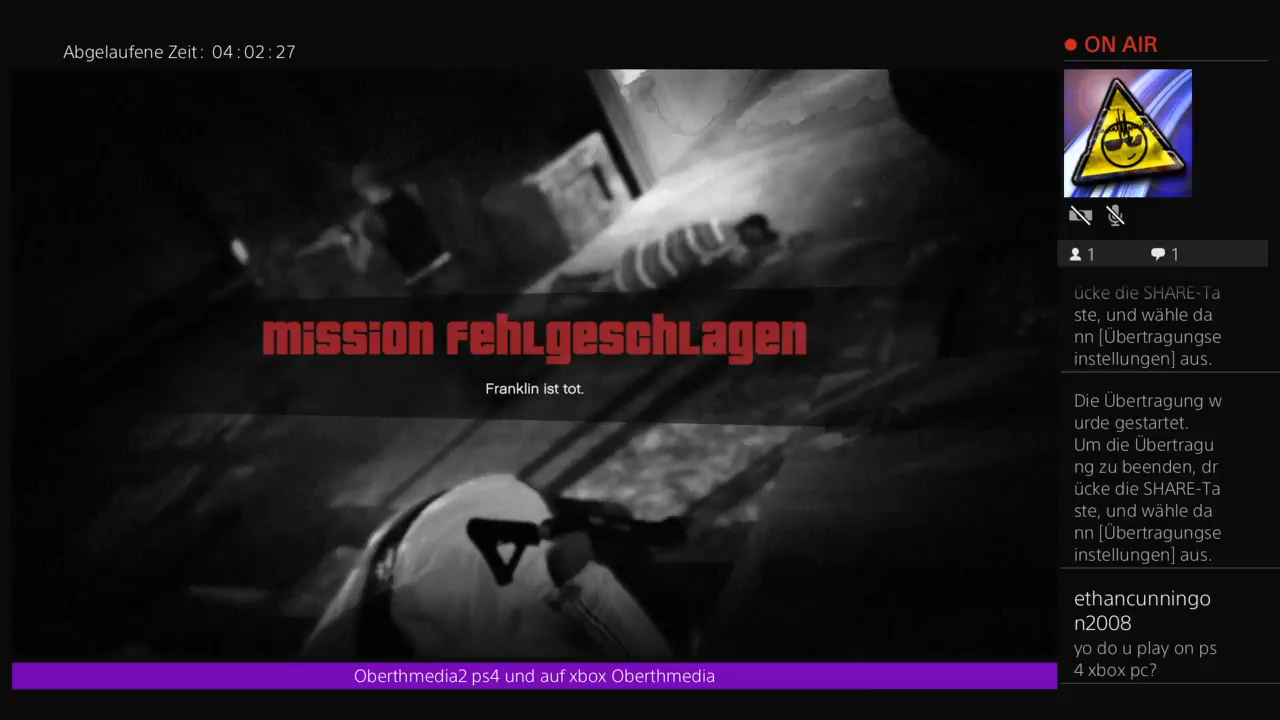 Abgelaufene Zeit: 04:02:27
ON AIR
mission fehlgeschlagen
Franklin ist tot.
Oberthmedia2 ps4 und auf xbox Oberthmedia
1 1
ücke die SHARE-Ta
ste, und wähle da
nn [Übertragungse
instellungen] aus.
Die Übertragung w
urde gestartet.
Um die Übertragu
ng zu beenden, dr
ücke die SHARE-Ta
ste, und wähle da
nn [Übertragungse
instellungen] aus.
ethancunningo
n2008
yo do u play on ps
4 xbox pc?